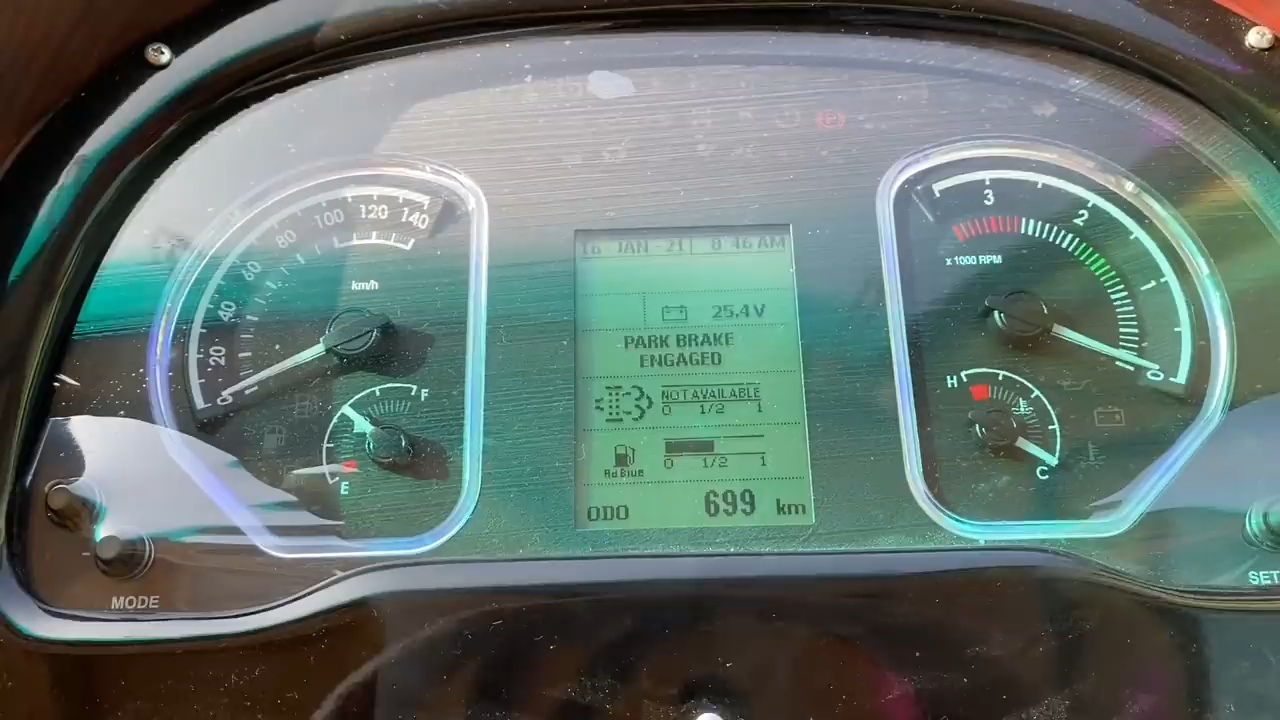 16 JAN -21 8:46 AM
25.4V
PARK BRAKE
ENGAGED
NOT AVAILABLE
0 1/2 1
AdBlue
0 1/2 1
ODO 699 km
0 20 40 60 80 100 120 140
km/h
F
E
3 2 1 0
x 1000 RPM
H
C
MODE
SET
P